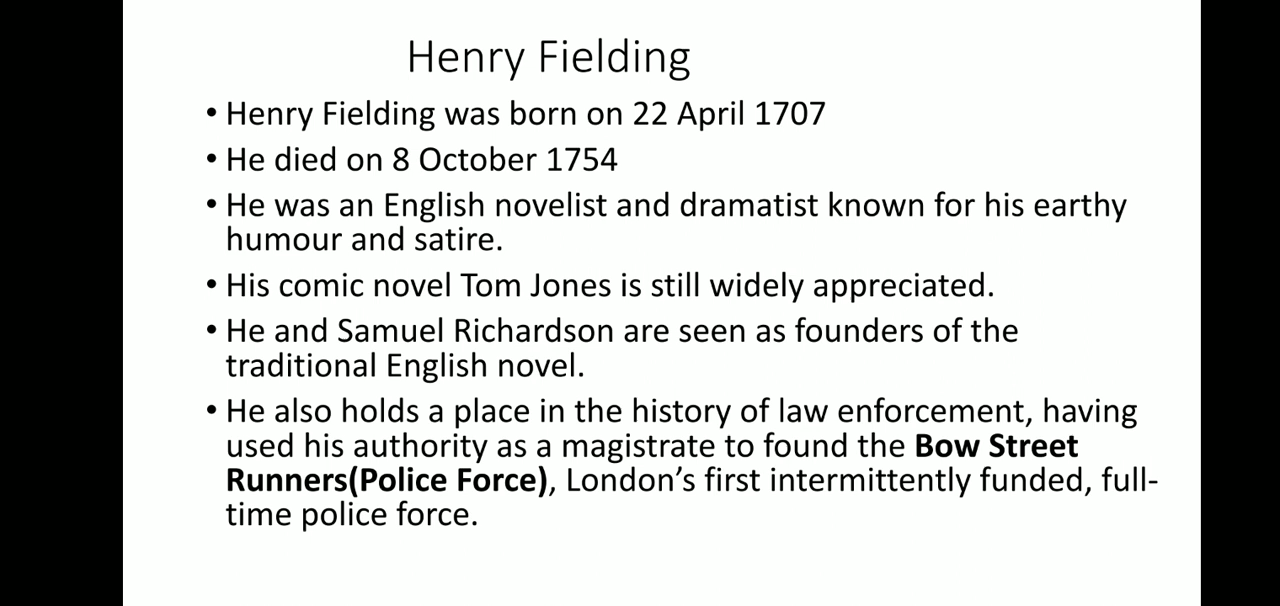 Henry Fielding
• Henry Fielding was born on 22 April 1707
• He died on 8 October 1754
• He was an English novelist and dramatist known for his earthy
humour and satire.
• His comic novel Tom Jones is still widely appreciated.
• He and Samuel Richardson are seen as founders of the
traditional English novel.
• He also holds a place in the history of law enforcement, having
used his authority as a magistrate to found the Bow Street
Runners(Police Force), London’s first intermittently funded, full-
time police force.